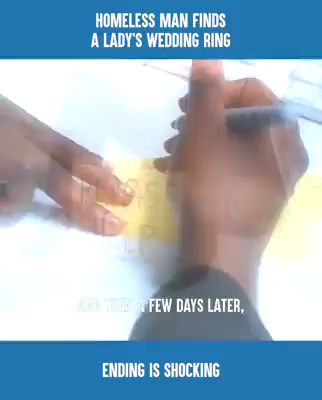 HOMELESS MAN FINDS
A LADY'S WEDDING RING
AND THEN A FEW DAYS LATER,
ENDING IS SHOCKING